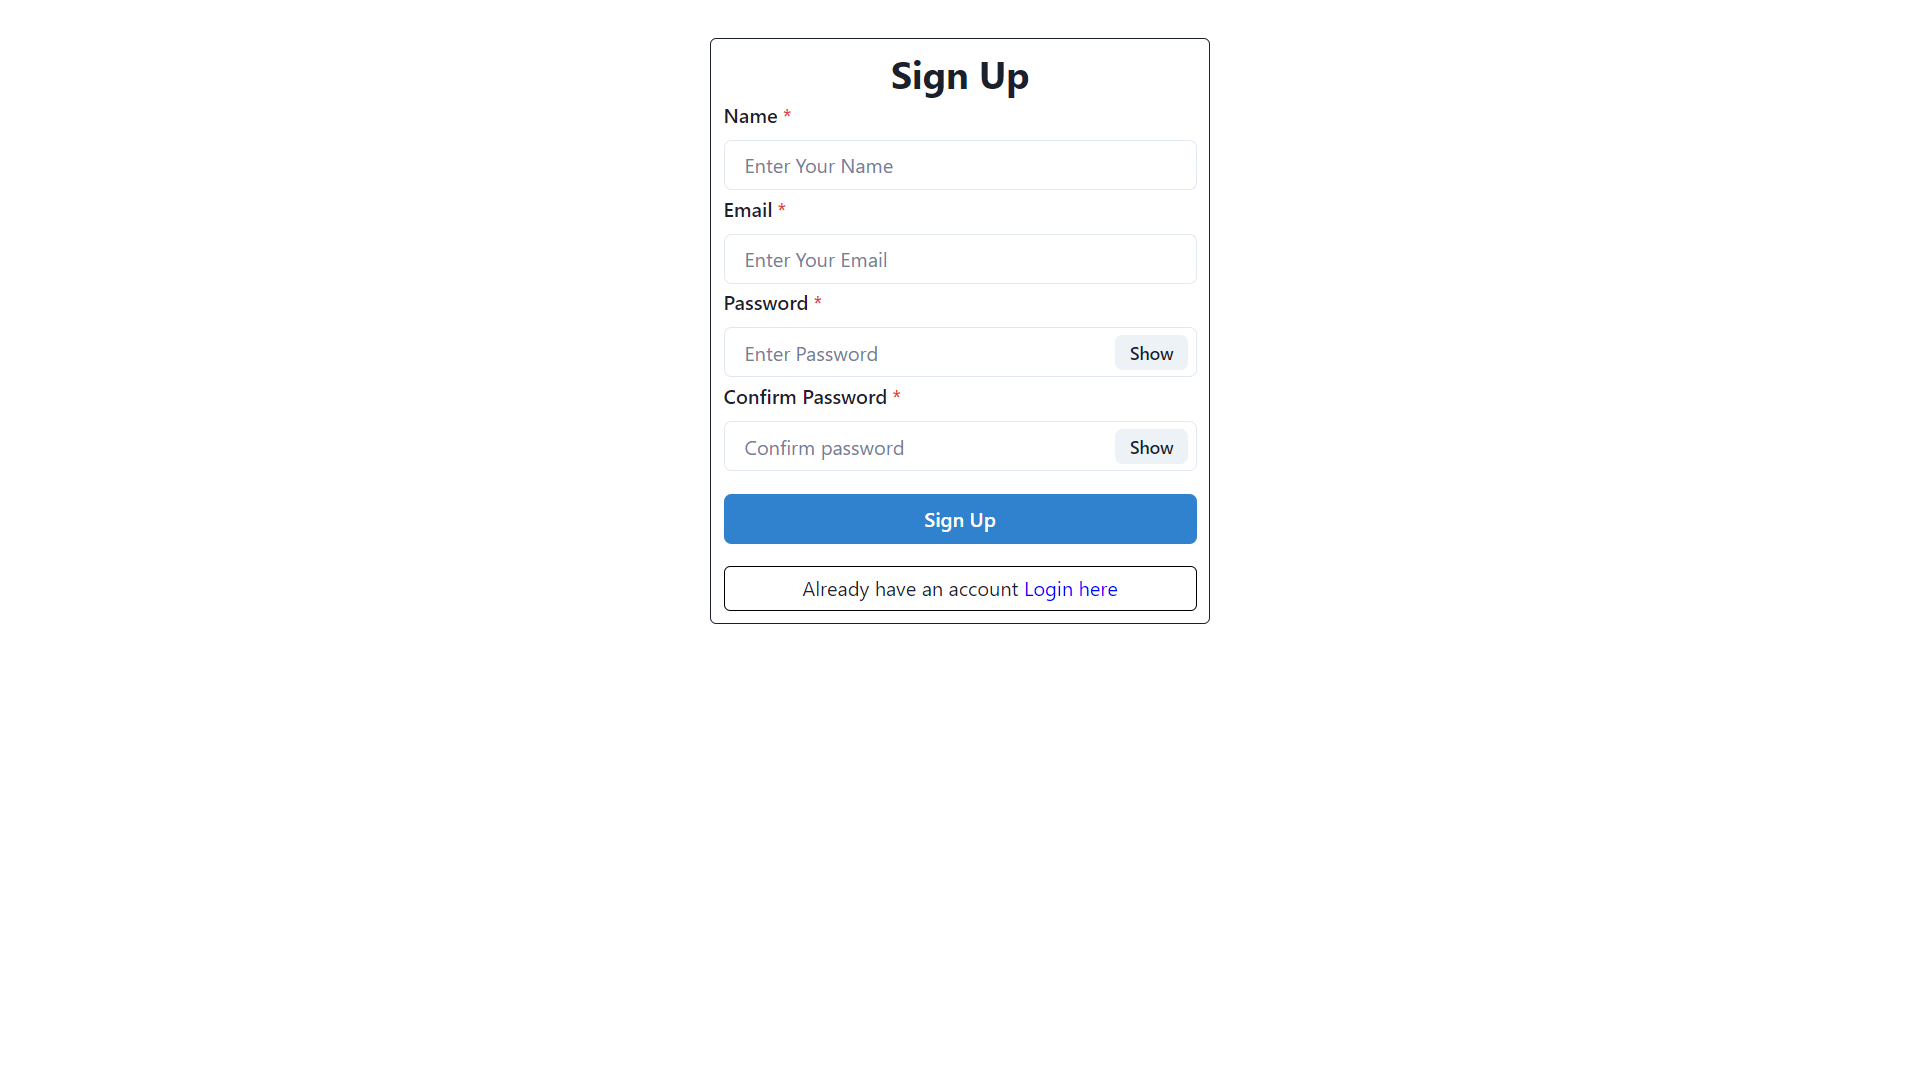 Sign Up
Name *
Enter Your Name
Email *
Enter Your Email
Password *
Enter Password
Show
Confirm Password *
Confirm password
Show
Sign Up
Already have an account Login here